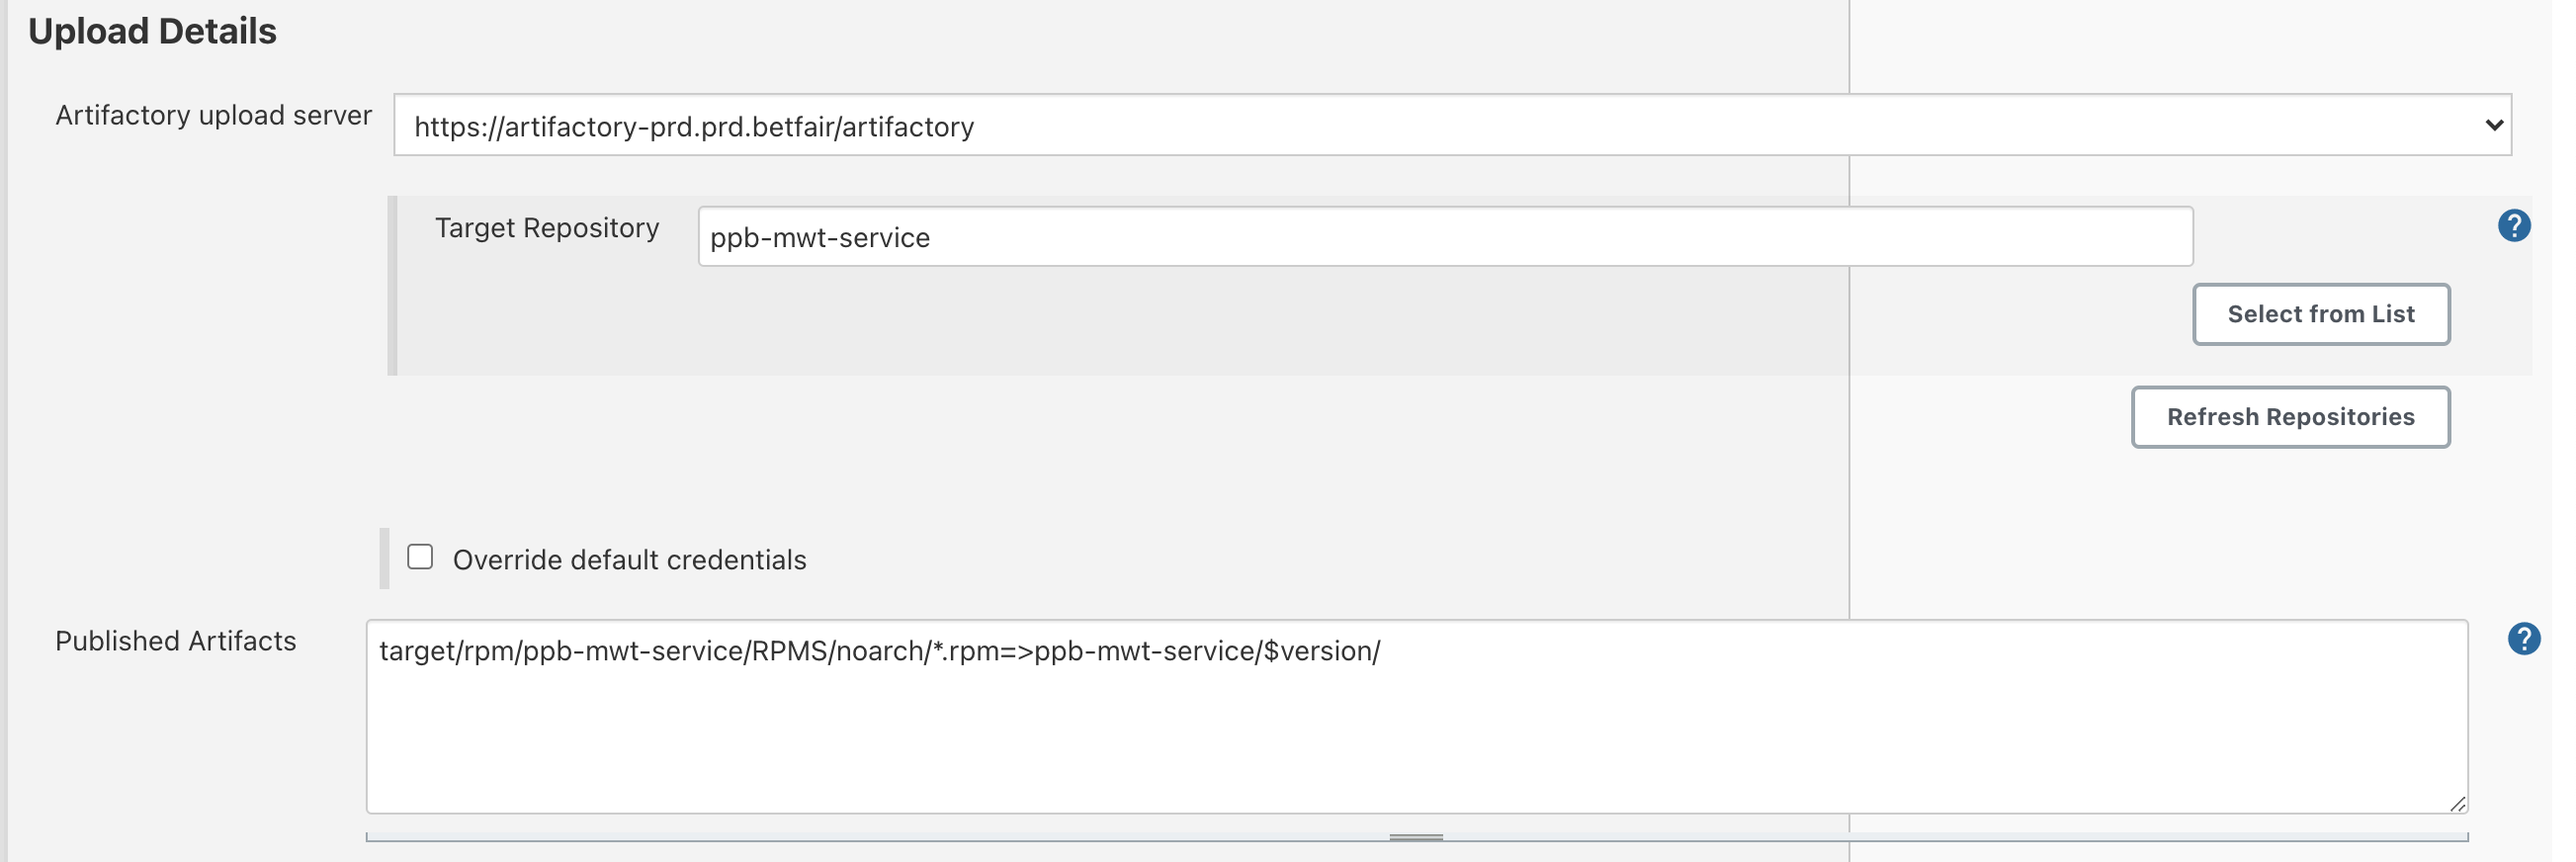 Upload Details
Artifactory upload server
https://artifactory-prd.prd.betfair/artifactory
Target Repository
ppb-mwt-service
?
Select from List
Refresh Repositories
Override default credentials
Published Artifacts
target/rpm/ppb-mwt-service/RPMS/noarch/*.rpm=>ppb-mwt-service/$version/
?